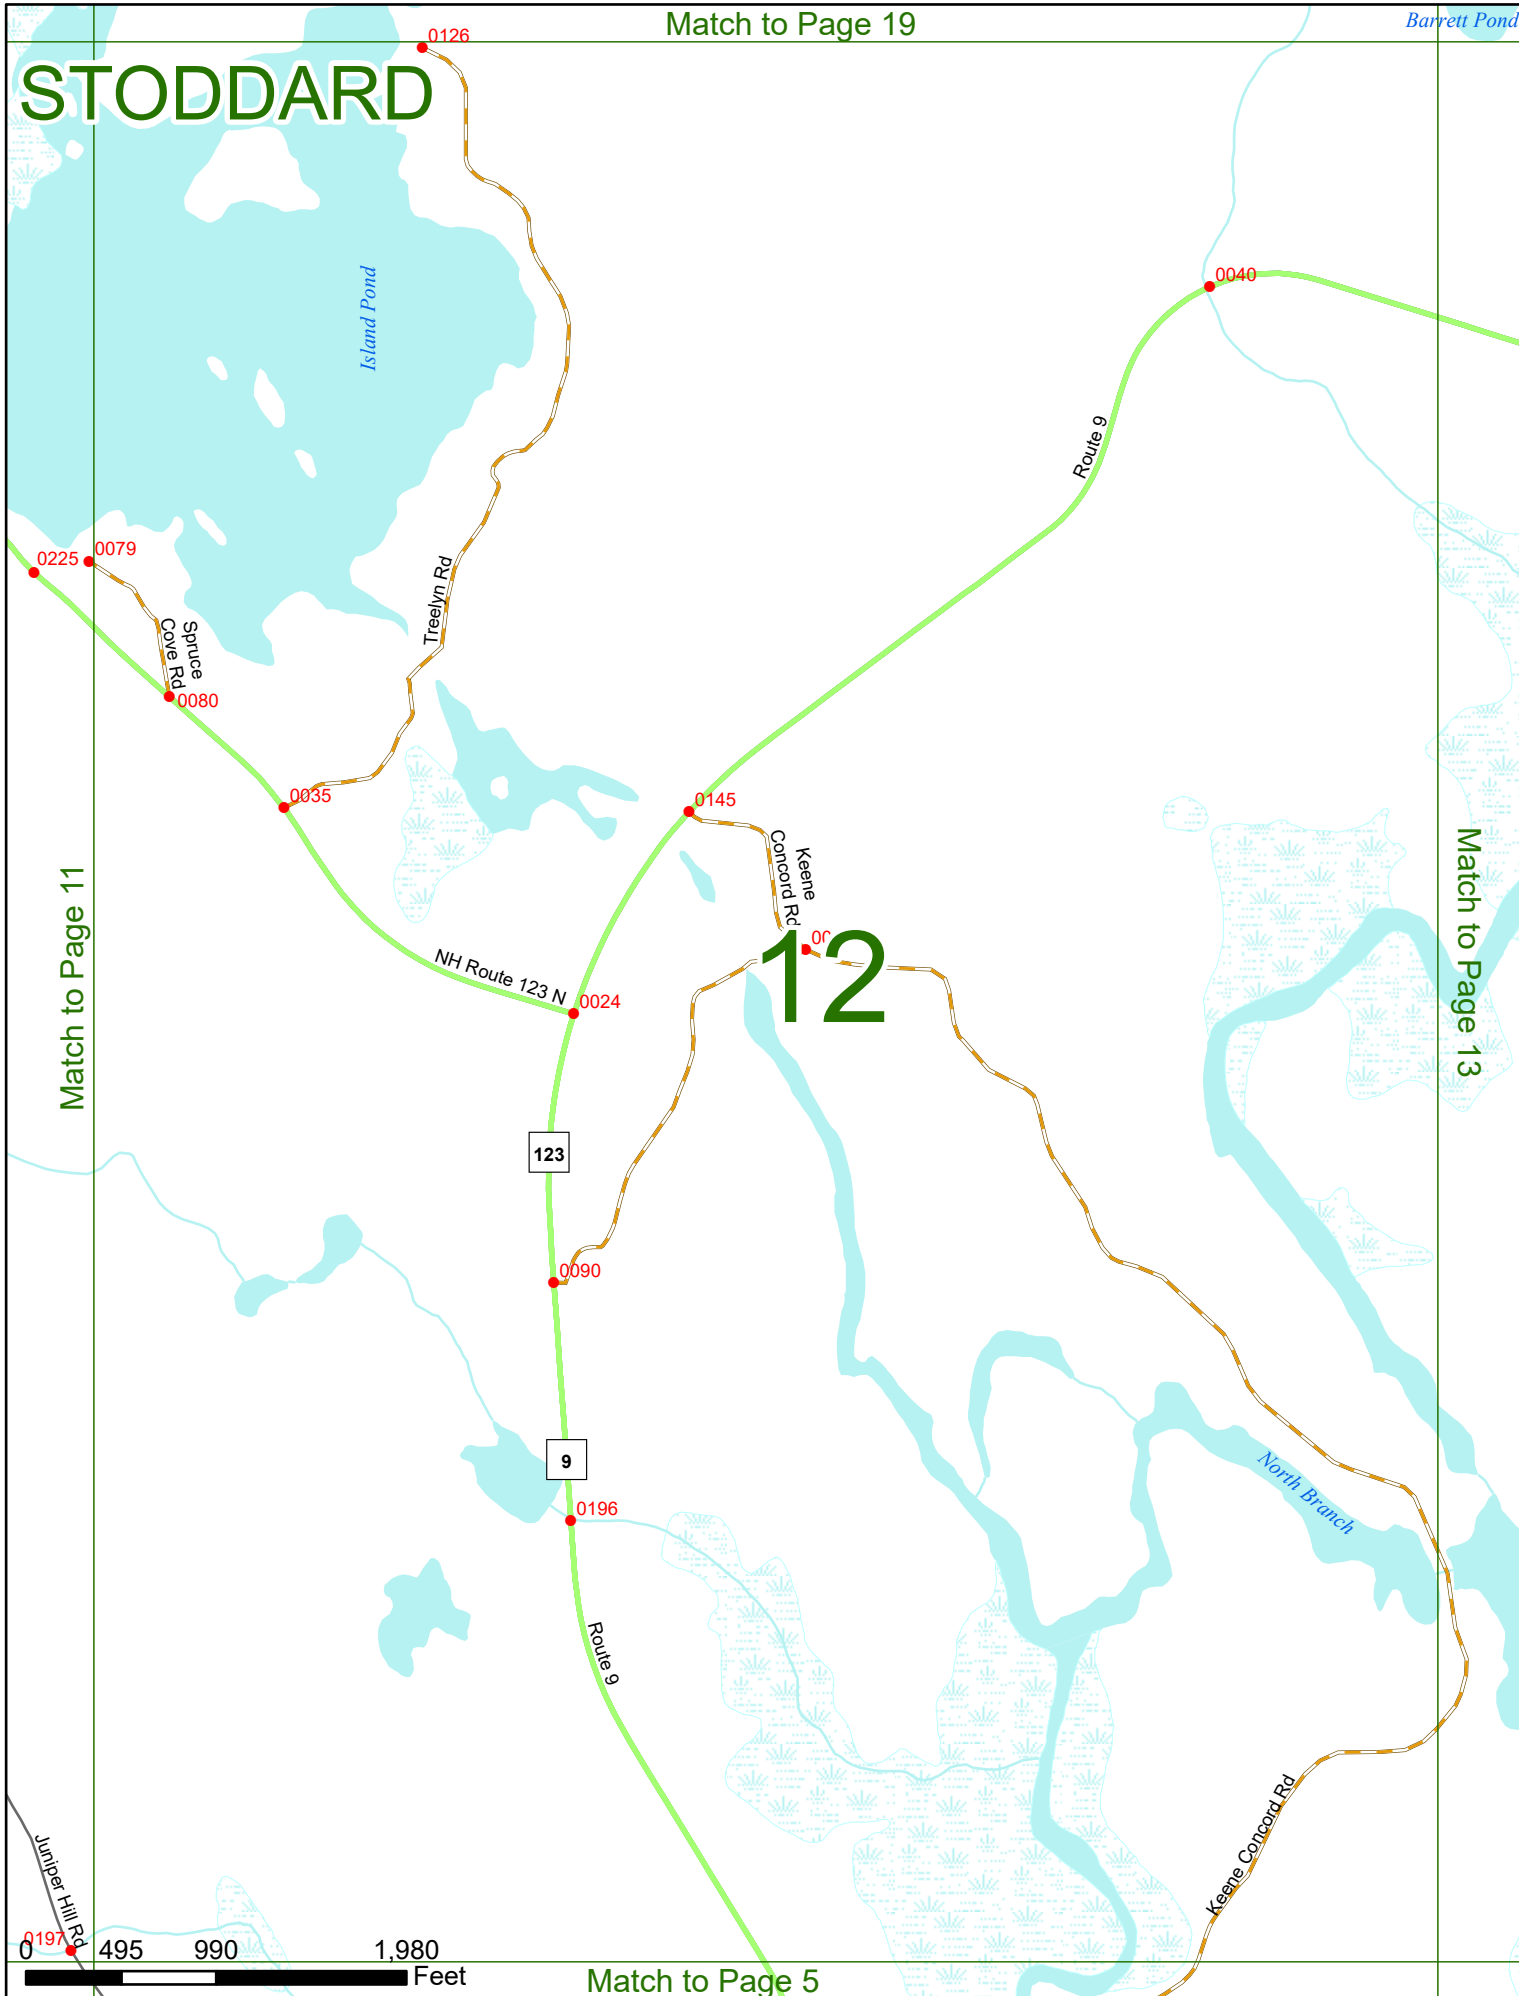 Match to Page 19
Barrett Pond
0126
STODDARD
0040
Island Pond
Route 9
0225
0079
Treelyn Rd
Spruce
Cove Rd
0080
0035
0145
Keene
Concord Rd
Match to Page 11
Match to Page 13
12
NH Route 123 N
0024
123
0090
9
North Branch
0196
Route 9
Keene Concord Rd
Juniper Hill Rd
0197
0 495 990 1,980
Feet
Match to Page 5